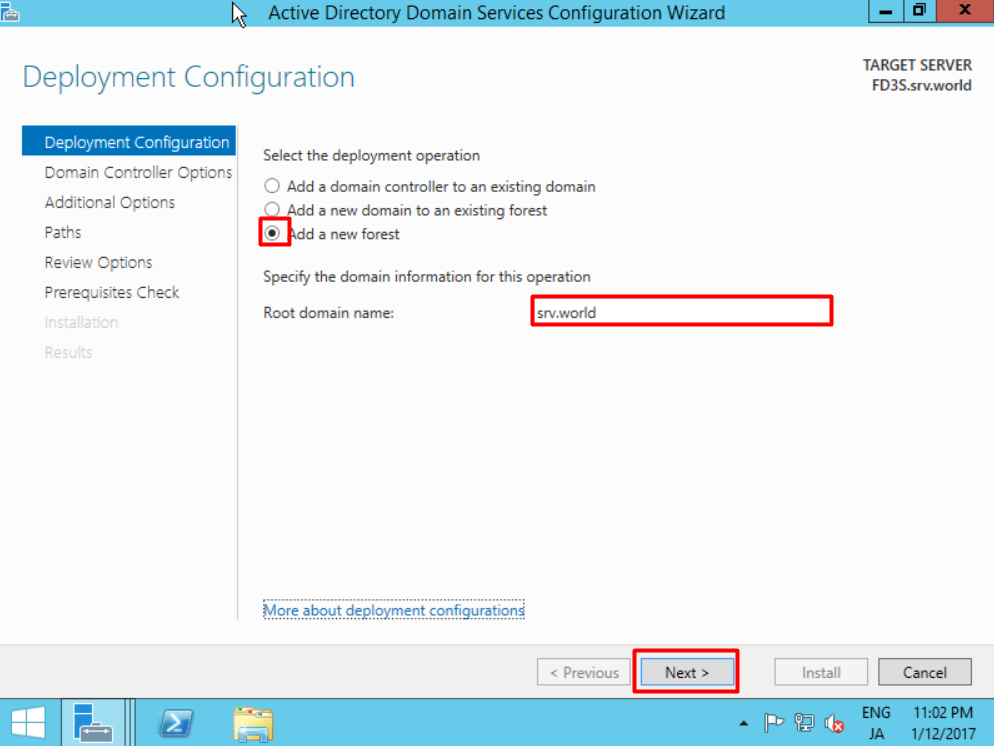 Active Directory Domain Services Configuration Wizard
Deployment Configuration
TARGET SERVER
FD3S.srv.world
Deployment Configuration
Domain Controller Options
Additional Options
Paths
Review Options
Prerequisites Check
Installation
Results
Select the deployment operation
Add a domain controller to an existing domain
Add a new domain to an existing forest
Add a new forest
Specify the domain information for this operation
Root domain name: srv.world
More about deployment configurations
< Previous Next > Install Cancel
ENG 11:02 PM
JA 1/12/2017